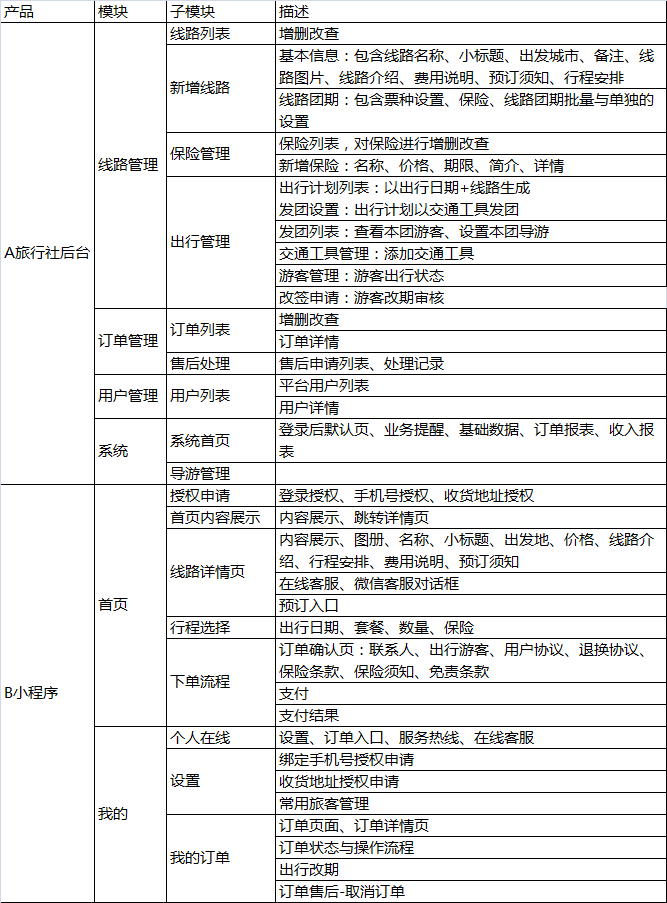 产品 模块 子模块 描述
线路列表 增删改查
基本信息：包含线路名称、小标题、出发城市、备注、线
路图片、线路介绍、费用说明、预订须知、行程安排
新增线路
线路团期：包含票种设置、保险、线路团期批量与单独的
设置
保险列表，对保险进行增删改查
保险管理
线路管理
新增保险：名称、价格、期限、简介、详情
出行计划列表：以出行日期+线路生成
发团设置：出行计划以交通工具发团
出行管理
发团列表：查看本团游客、设置本团导游
A旅行社后台
交通工具管理：添加交通工具
游客管理：游客出行状态
改签申请：游客改期审核
订单管理
订单列表
增删改查
订单详情
售后处理 售后申请列表、处理记录
用户管理 用户列表
平台用户列表
用户详情
系统
系统首页
登录后默认页、业务提醒、基础数据、订单报表、收入报
表
导游管理
授权申请 登录授权、手机号授权、收货地址授权
首页内容展示 内容展示、跳转详情页
内容展示、图册、名称、小标题、出发地、价格、线路介
绍、行程安排、费用说明、预订须知
线路详情页
在线客服、微信客服对话框
首页
预订入口
行程选择 出行日期、套餐、数量、保险
订单确认页：联系人、出行游客、用户协议、退换协议、
保险条款、保险须知、免责条款
下单流程
B小程序
支付
支付结果
个人在线 设置、订单入口、服务热线、在线客服
绑定手机号授权申请
设置
收货地址授权申请
常用旅客管理
我的
订单页面、订单详情页
订单状态与操作流程
我的订单
出行改期
订单售后-取消订单